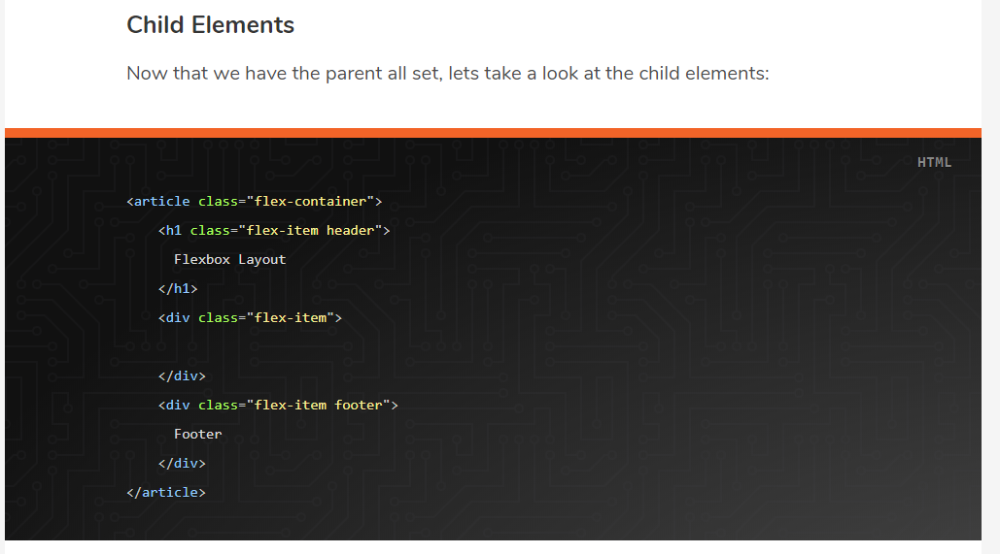 Child Elements
Now that we have the parent all set, lets take a look at the child elements:
HTML
<article class="flex-container">
<h1 class="flex-item header">
Flexbox Layout
</h1>
<div class="flex-item">
</div>
<div class="flex-item footer">
Footer
</div>
</article>